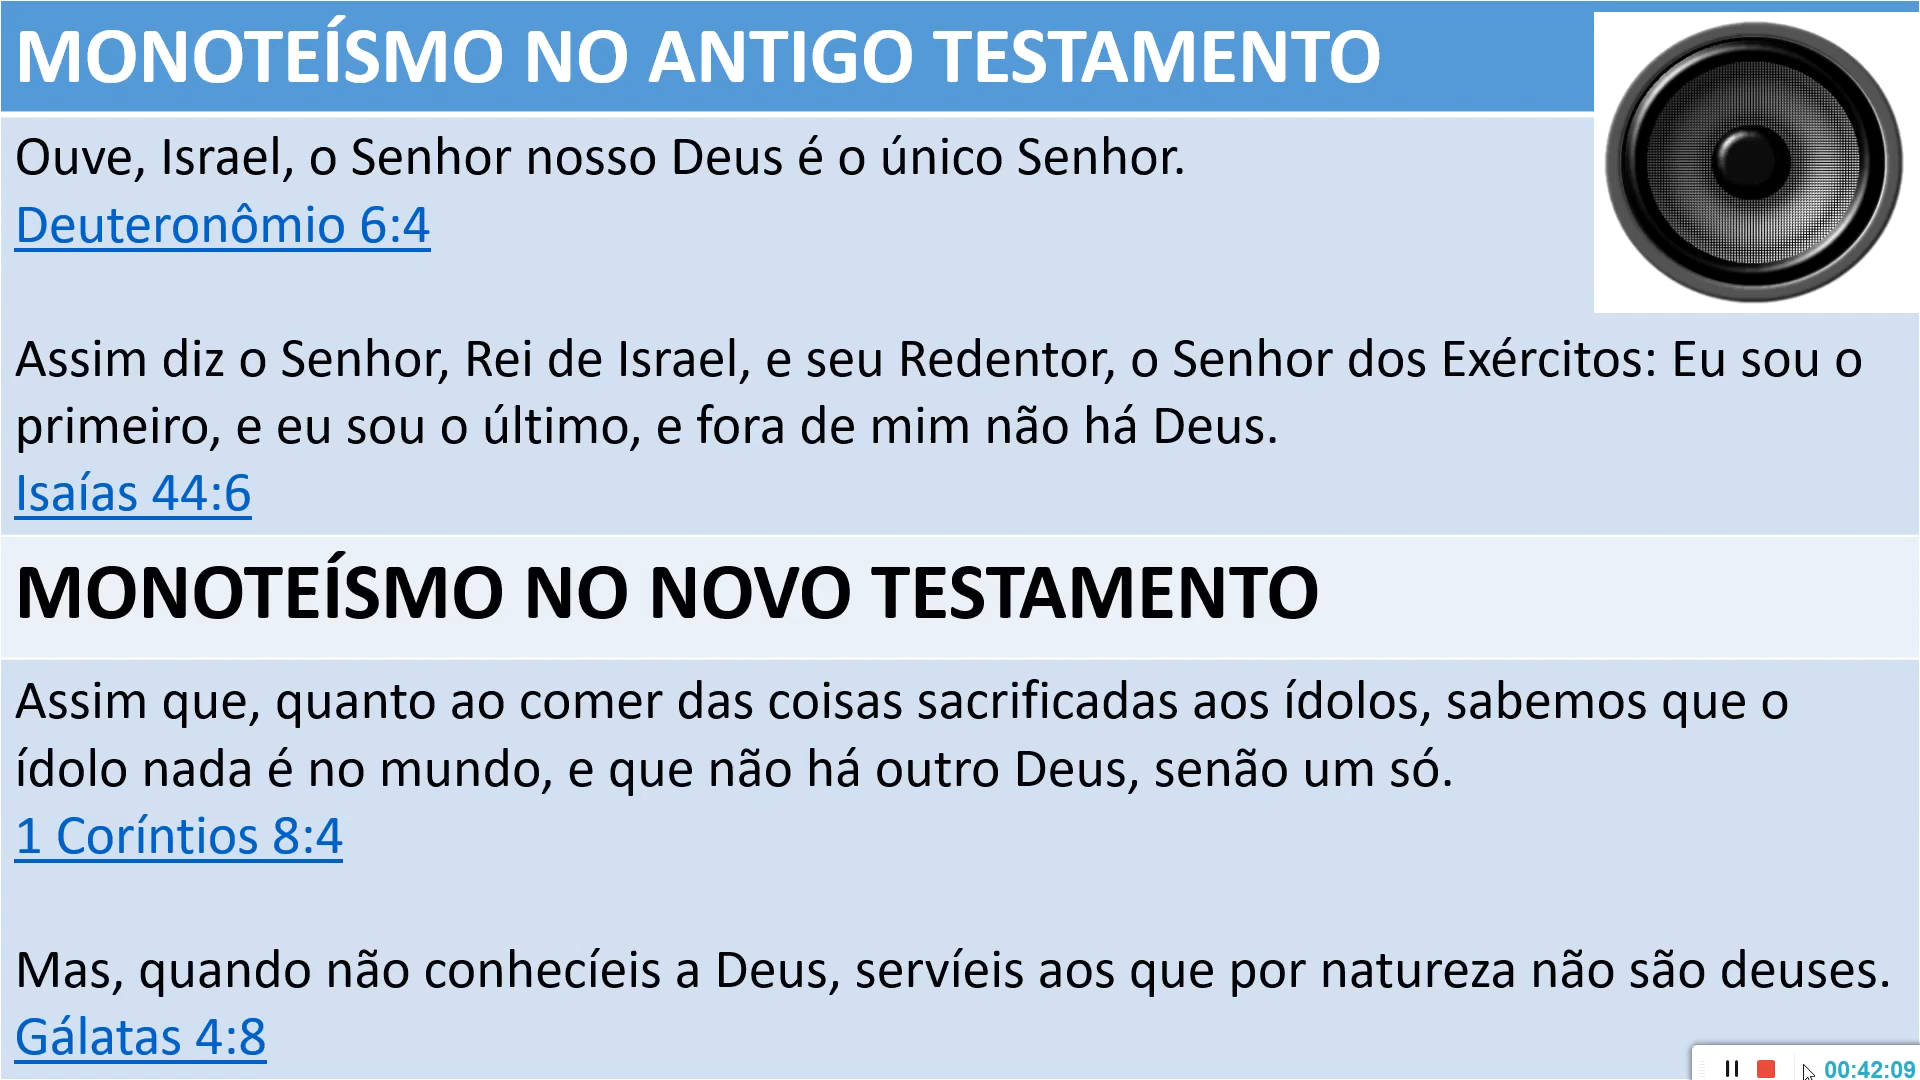 MONOTEÍSMO NO ANTIGO TESTAMENTO
Ouve, Israel, o Senhor nosso Deus é o único Senhor.
Deuteronômio 6:4
Assim diz o Senhor, Rei de Israel, e seu Redentor, o Senhor dos Exércitos: Eu sou o
primeiro, e eu sou o último, e fora de mim não há Deus.
Isaías 44:6
MONOTEÍSMO NO NOVO TESTAMENTO
Assim que, quanto ao comer das coisas sacrificadas aos ídolos, sabemos que o
ídolo nada é no mundo, e que não há outro Deus, senão um só.
1 Coríntios 8:4
Mas, quando não conhecíeis a Deus, servíeis aos que por natureza não são deuses.
Gálatas 4:8
00:42:09